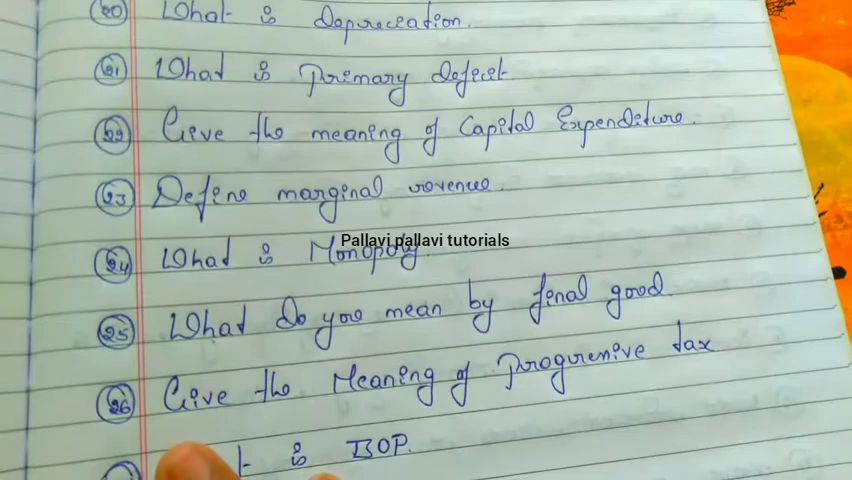 20 What is depreciation.
21 What is Primary deficit
22 Give the meaning of Capital Expenditure.
23 Define marginal revenue.
24 What is Monopoly.
Pallavi pallavi tutorials
25 What do you mean by final good
26 Give the Meaning of Progressive tax
is BOP.